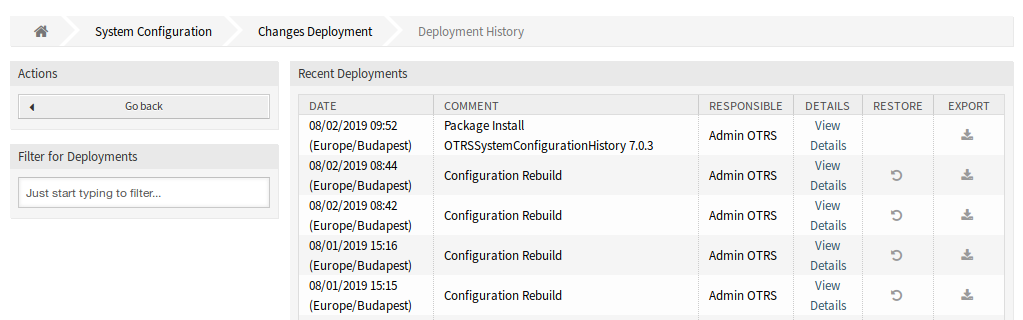 System Configuration Changes Deployment Deployment History
Actions
Go back
Filter for Deployments
Just start typing to filter...
Recent Deployments
DATE COMMENT RESPONSIBLE DETAILS RESTORE EXPORT
08/02/2019 09:52 (Europe/Budapest) Package Install OTRSSystemConfigurationHistory 7.0.3 Admin OTRS View Details
08/02/2019 08:44 (Europe/Budapest) Configuration Rebuild Admin OTRS View Details
08/02/2019 08:42 (Europe/Budapest) Configuration Rebuild Admin OTRS View Details
08/01/2019 15:16 (Europe/Budapest) Configuration Rebuild Admin OTRS View Details
08/01/2019 15:15 (Europe/Budapest) Configuration Rebuild Admin OTRS View Details